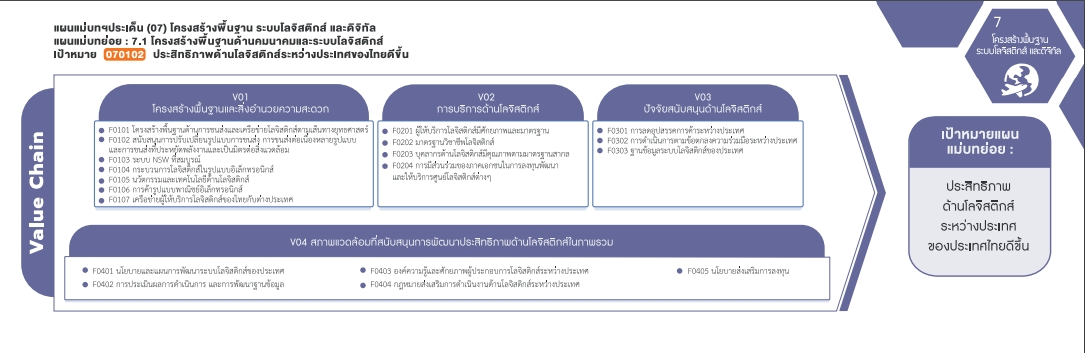 แผนแม่บทฯประเด็น (07) โครงสร้างพื้นฐาน ระบบโลจิสติกส์ และดิจิทัล
แผนแม่บทย่อย : 7.1 โครงสร้างพื้นฐานด้านคมนาคมและระบบโลจิสติกส์
เป้าหมาย 070102 ประสิทธิภาพด้านโลจิสติกส์ระหว่างประเทศของไทยดีขึ้น
7
โครงสร้างพื้นฐาน
ระบบโลจิสติกส์ และดิจิทัล
Value Chain
V01
โครงสร้างพื้นฐานและสิ่งอำนวยความสะดวก
F0101 โครงสร้างพื้นฐานด้านการขนส่งและเครือข่ายโลจิสติกส์ตามเส้นทางยุทธศาสตร์
F0102 สนับสนุนการปรับเปลี่ยนรูปแบบการขนส่ง การขนส่งต่อเนื่องหลายรูปแบบ
และการขนส่งที่ประหยัดพลังงานและเป็นมิตรต่อสิ่งแวดล้อม
F0103 ระบบ NSW ที่สมบูรณ์
F0104 กระบวนการโลจิสติกส์ในรูปแบบอิเล็กทรอนิกส์
F0105 นวัตกรรมและเทคโนโลยีด้านโลจิสติกส์
F0106 การค้ารูปแบบพาณิชย์อิเล็กทรอนิกส์
F0107 เครือข่ายผู้ให้บริการโลจิสติกส์ของไทยกับต่างประเทศ
V02
การบริการด้านโลจิสติกส์
F0201 ผู้ให้บริการโลจิสติกส์มีศักยภาพและมาตรฐาน
F0202 มาตรฐานวิชาชีพโลจิสติกส์
F0203 บุคลากรด้านโลจิสติกส์มีคุณภาพตามมาตรฐานสากล
F0204 การมีส่วนร่วมของภาคเอกชนในการลงทุนพัฒนา
และให้บริการศูนย์โลจิสติกส์ต่างๆ
V03
ปัจจัยสนับสนุนด้านโลจิสติกส์
F0301 การลดอุปสรรคการค้าระหว่างประเทศ
F0302 การดำเนินการตามข้อตกลงความร่วมมือระหว่างประเทศ
F0303 ฐานข้อมูลระบบโลจิสติกส์ของประเทศ
V04 สภาพแวดล้อมที่สนับสนุนการพัฒนาประสิทธิภาพด้านโลจิสติกส์ในภาพรวม
F0401 นโยบายและแผนการพัฒนาระบบโลจิสติกส์ของประเทศ
F0402 การประเมินผลการดำเนินการ และการพัฒนาฐานข้อมูล
F0403 องค์ความรู้และศักยภาพผู้ประกอบการโลจิสติกส์ระหว่างประเทศ
F0404 กฎหมายส่งเสริมการดำเนินงานด้านโลจิสติกส์ระหว่างประเทศ
F0405 นโยบายส่งเสริมการลงทุน
เป้าหมายแผน
แม่บทย่อย :
ประสิทธิภาพ
ด้านโลจิสติกส์
ระหว่างประเทศ
ของประเทศไทยดีขึ้น